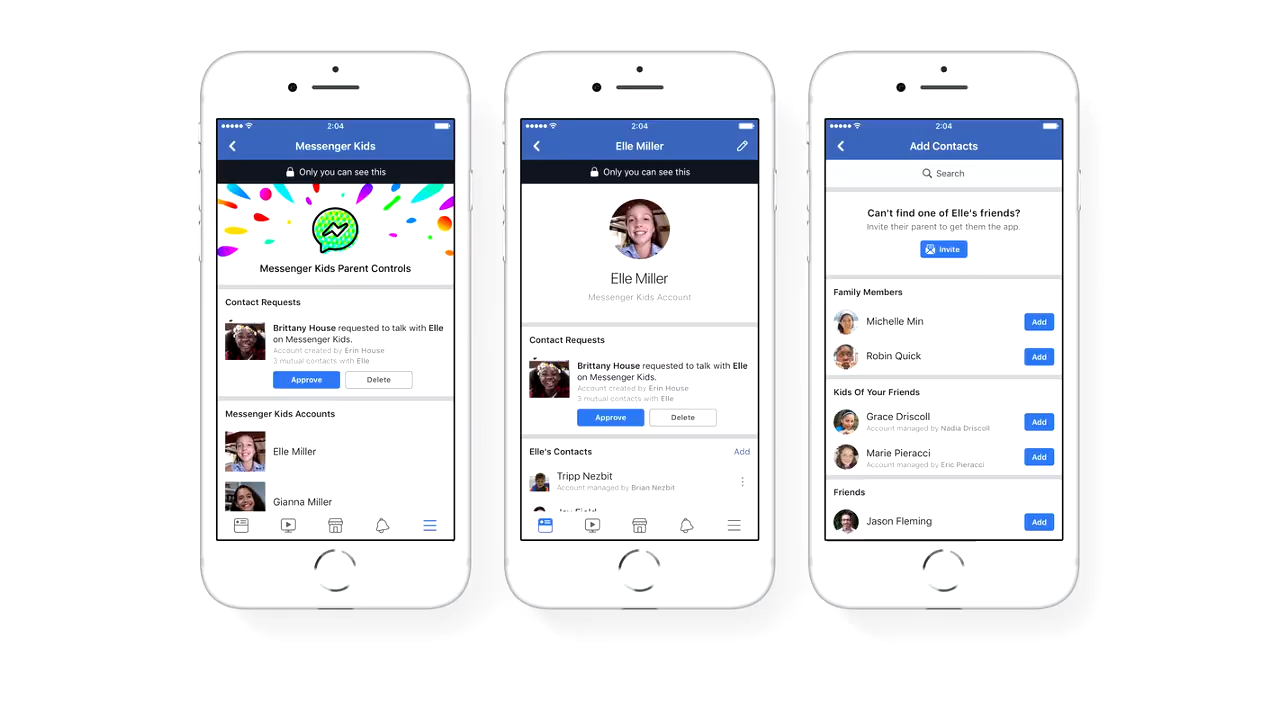 2:04
Messenger Kids
Only you can see this
Messenger Kids Parent Controls
Contact Requests
Brittany House requested to talk with Elle
on Messenger Kids.
Account created by Erin House
3 mutual contacts with Elle
Approve Delete
Messenger Kids Accounts
Elle Miller
Gianna Miller
2:04
Elle Miller
Only you can see this
Elle Miller
Messenger Kids Account
Contact Requests
Brittany House requested to talk with Elle
on Messenger Kids.
Account created by Erin House
3 mutual contacts with Elle
Approve Delete
Elle's Contacts Add
Tripp Nezbit
Account managed by Brian Nezbit
2:04
Add Contacts
Search
Can't find one of Elle's friends?
Invite their parent to get them the app.
Invite
Family Members
Michelle Min Add
Robin Quick Add
Kids Of Your Friends
Grace Driscoll Add
Account managed by Nadia Driscoll
Marie Pieracci Add
Account managed by Eric Pieracci
Friends
Jason Fleming Add